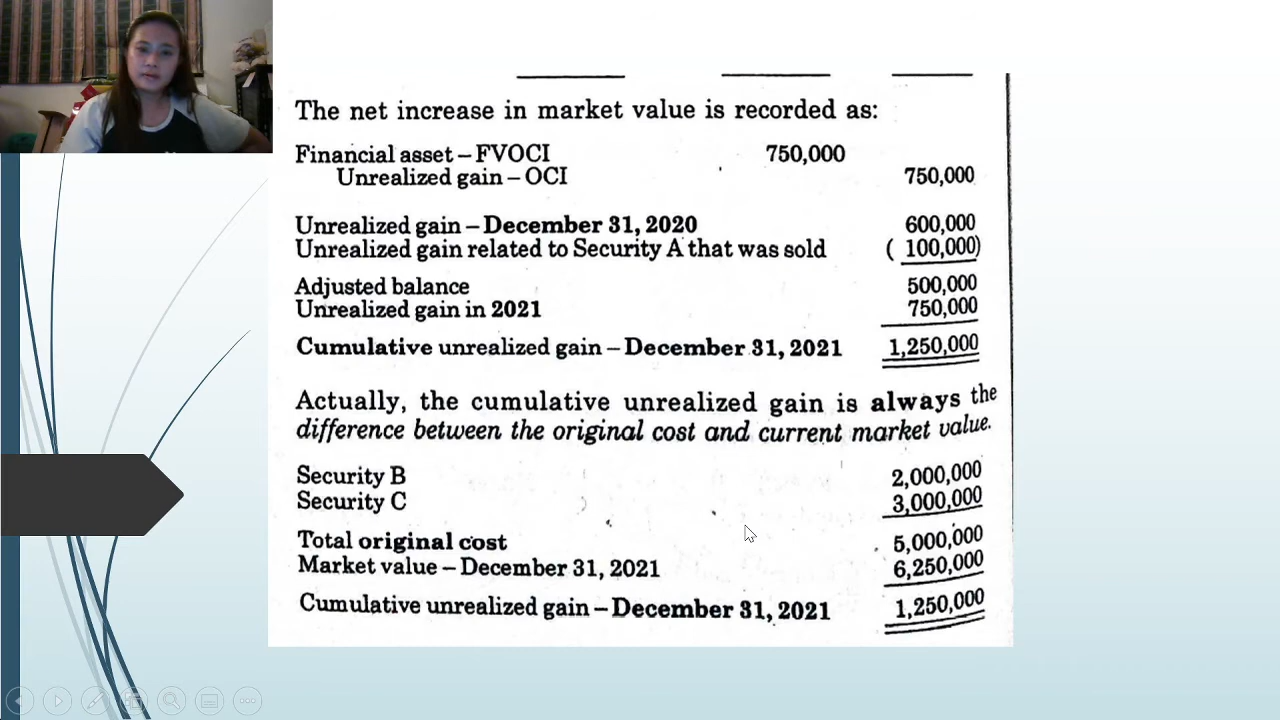 The net increase in market value is recorded as:
Financial asset – FVOCI 750,000
Unrealized gain – OCI 750,000
Unrealized gain – December 31, 2020 600,000
Unrealized gain related to Security A that was sold ( 100,000)
Adjusted balance 500,000
Unrealized gain in 2021 750,000
Cumulative unrealized gain – December 31, 2021 1,250,000
Actually, the cumulative unrealized gain is always the
difference between the original cost and current market value.
Security B 2,000,000
Security C 3,000,000
Total original cost 5,000,000
Market value – December 31, 2021 6,250,000
Cumulative unrealized gain – December 31, 2021 1,250,000